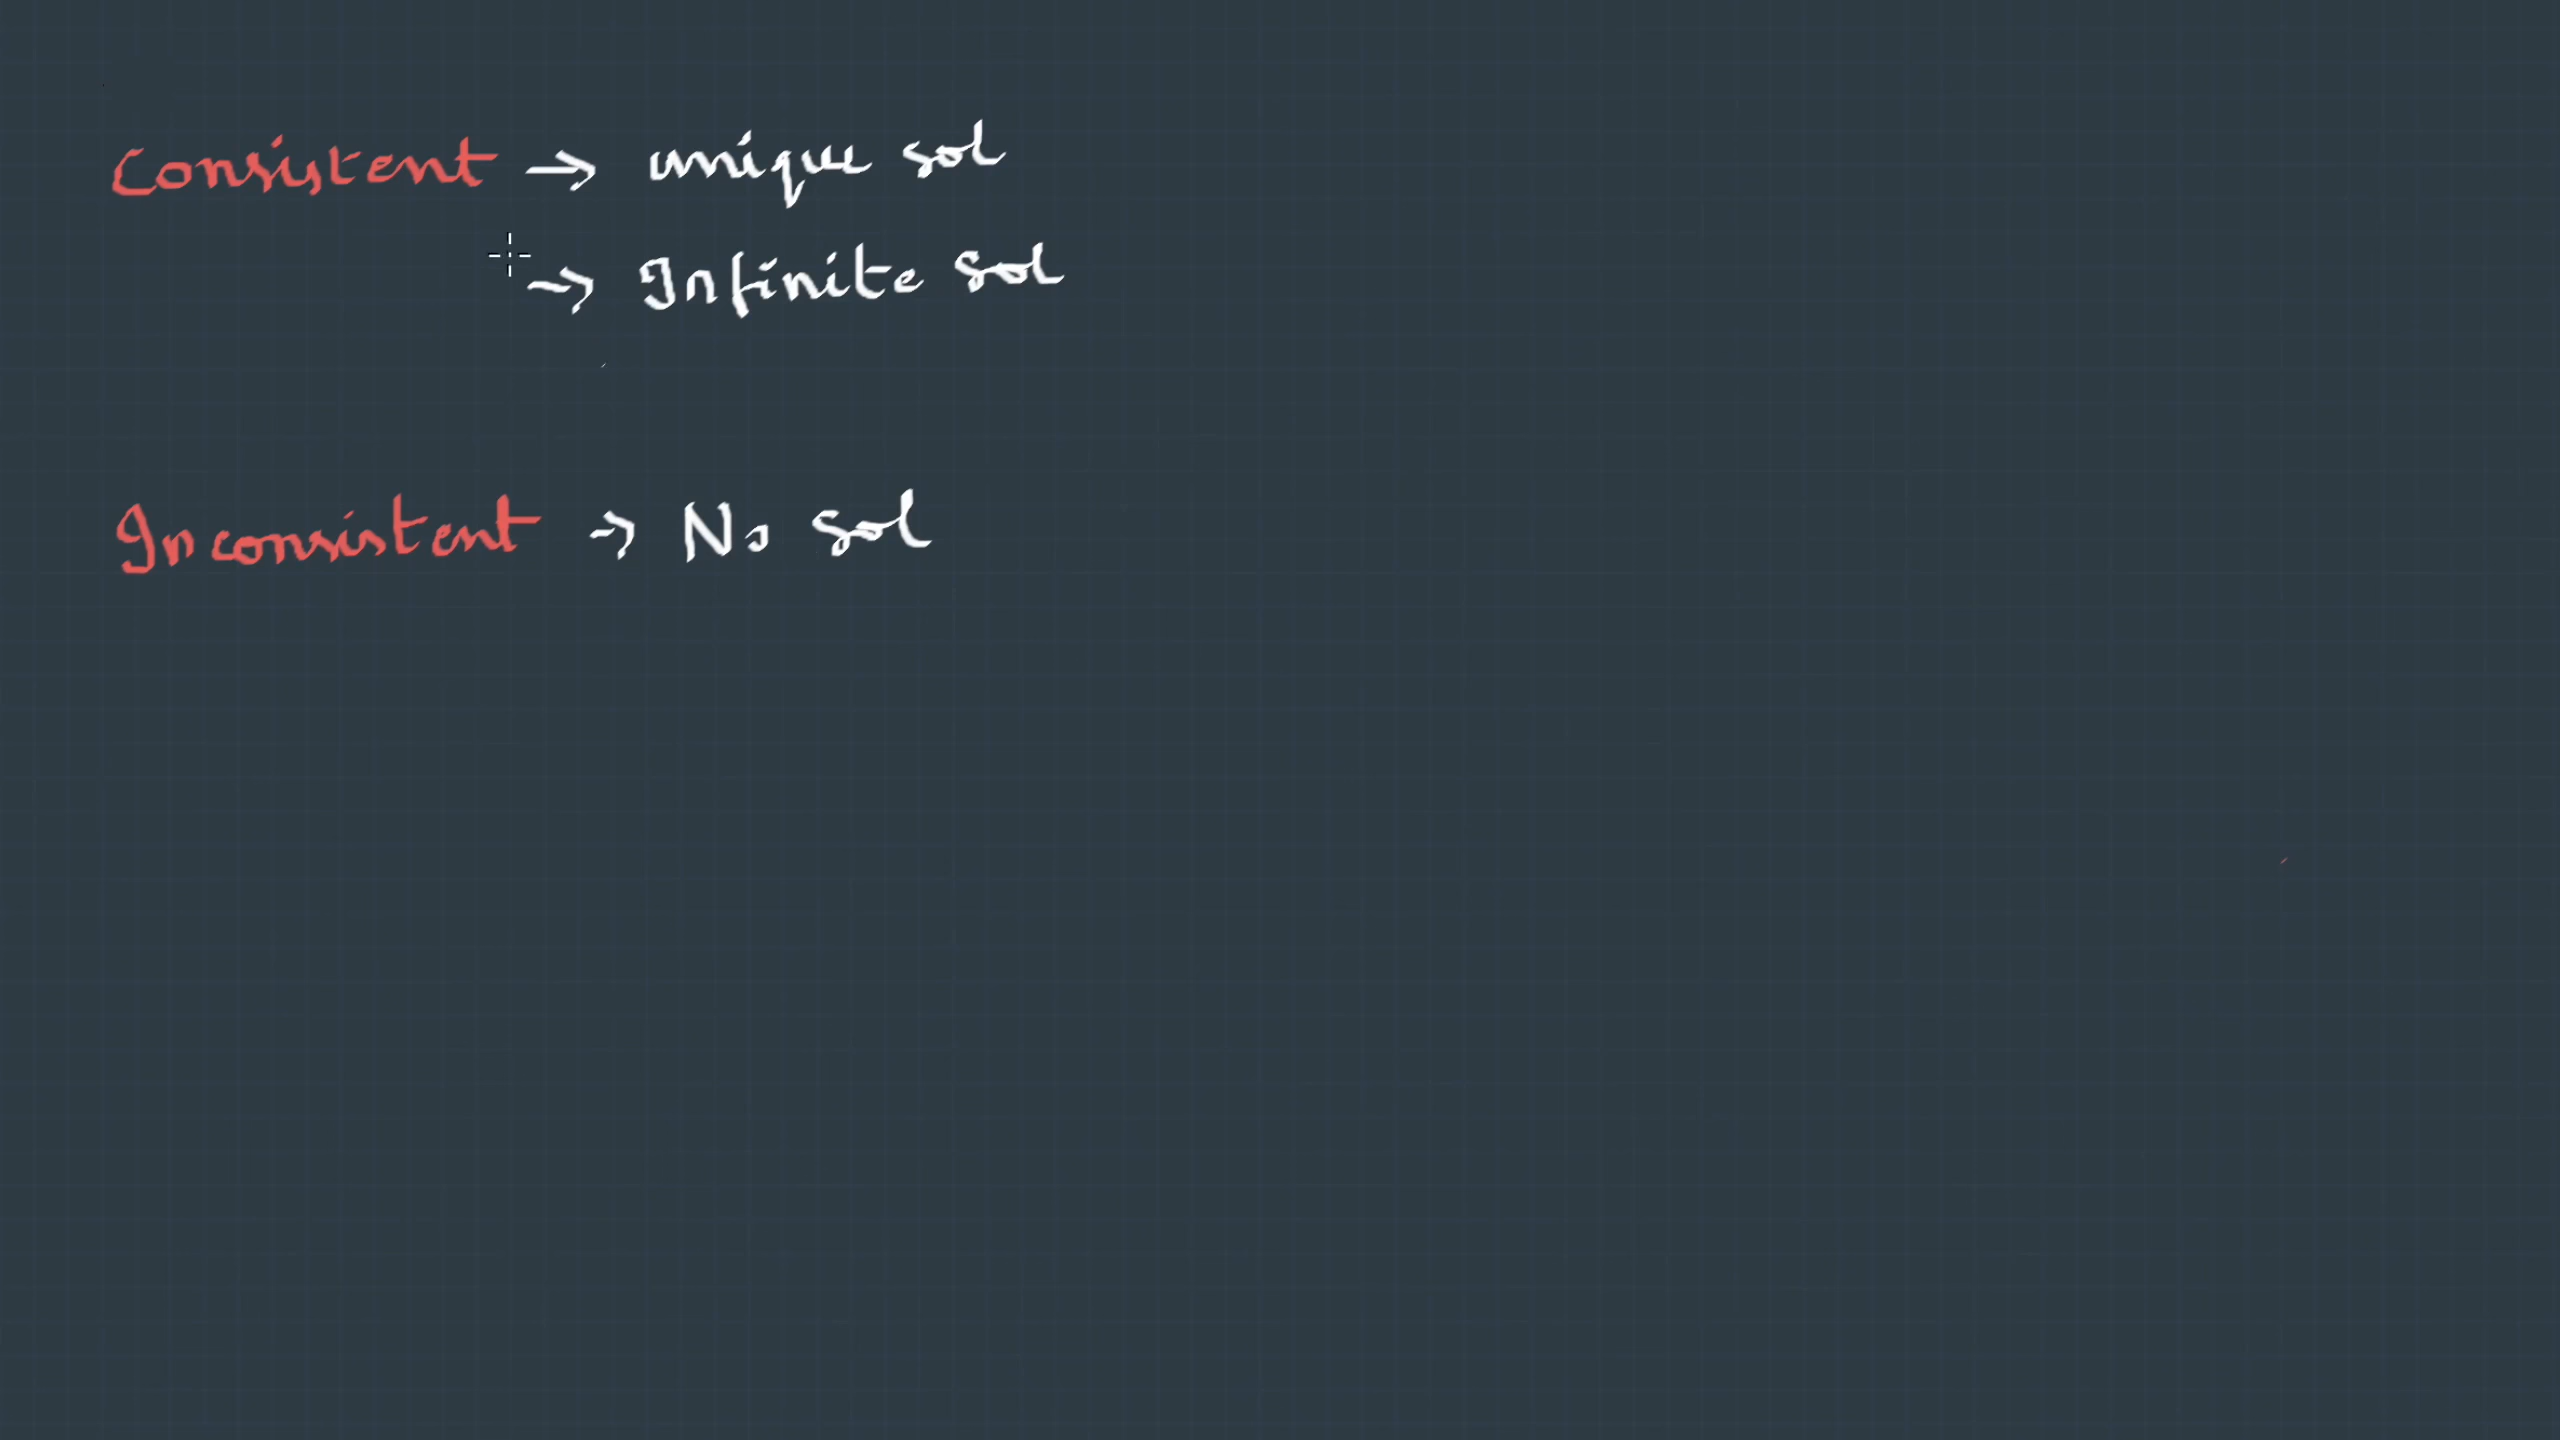 Consistent → unique sol
→ Infinite sol
Inconsistent → No sol